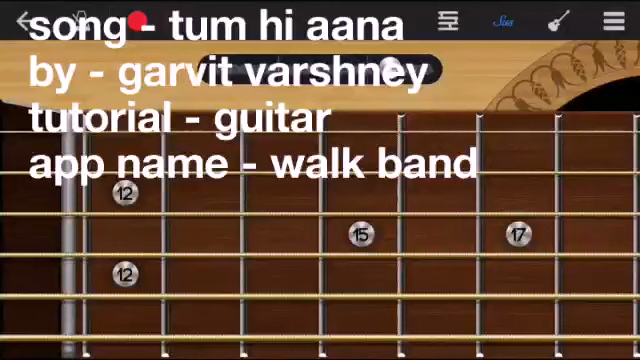 song - tum hi aana
by - garvit varshney
tutorial - guitar
app name - walk band
12
15
17
12